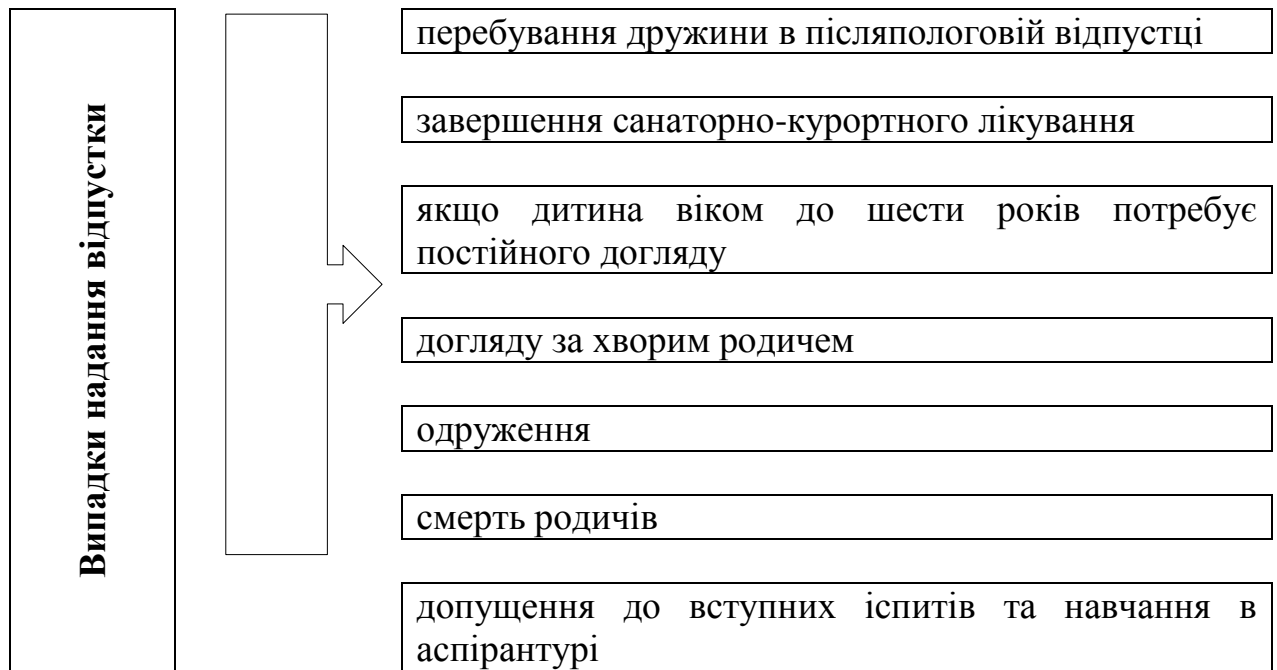 Випадки надання відпустки
перебування дружини в післяпологовій відпустці
завершення санаторно-курортного лікування
якщо дитина віком до шести років потребує
постійного догляду
догляду за хворим родичем
одруження
смерть родичів
допущення до вступних іспитів та навчання в
аспірантурі